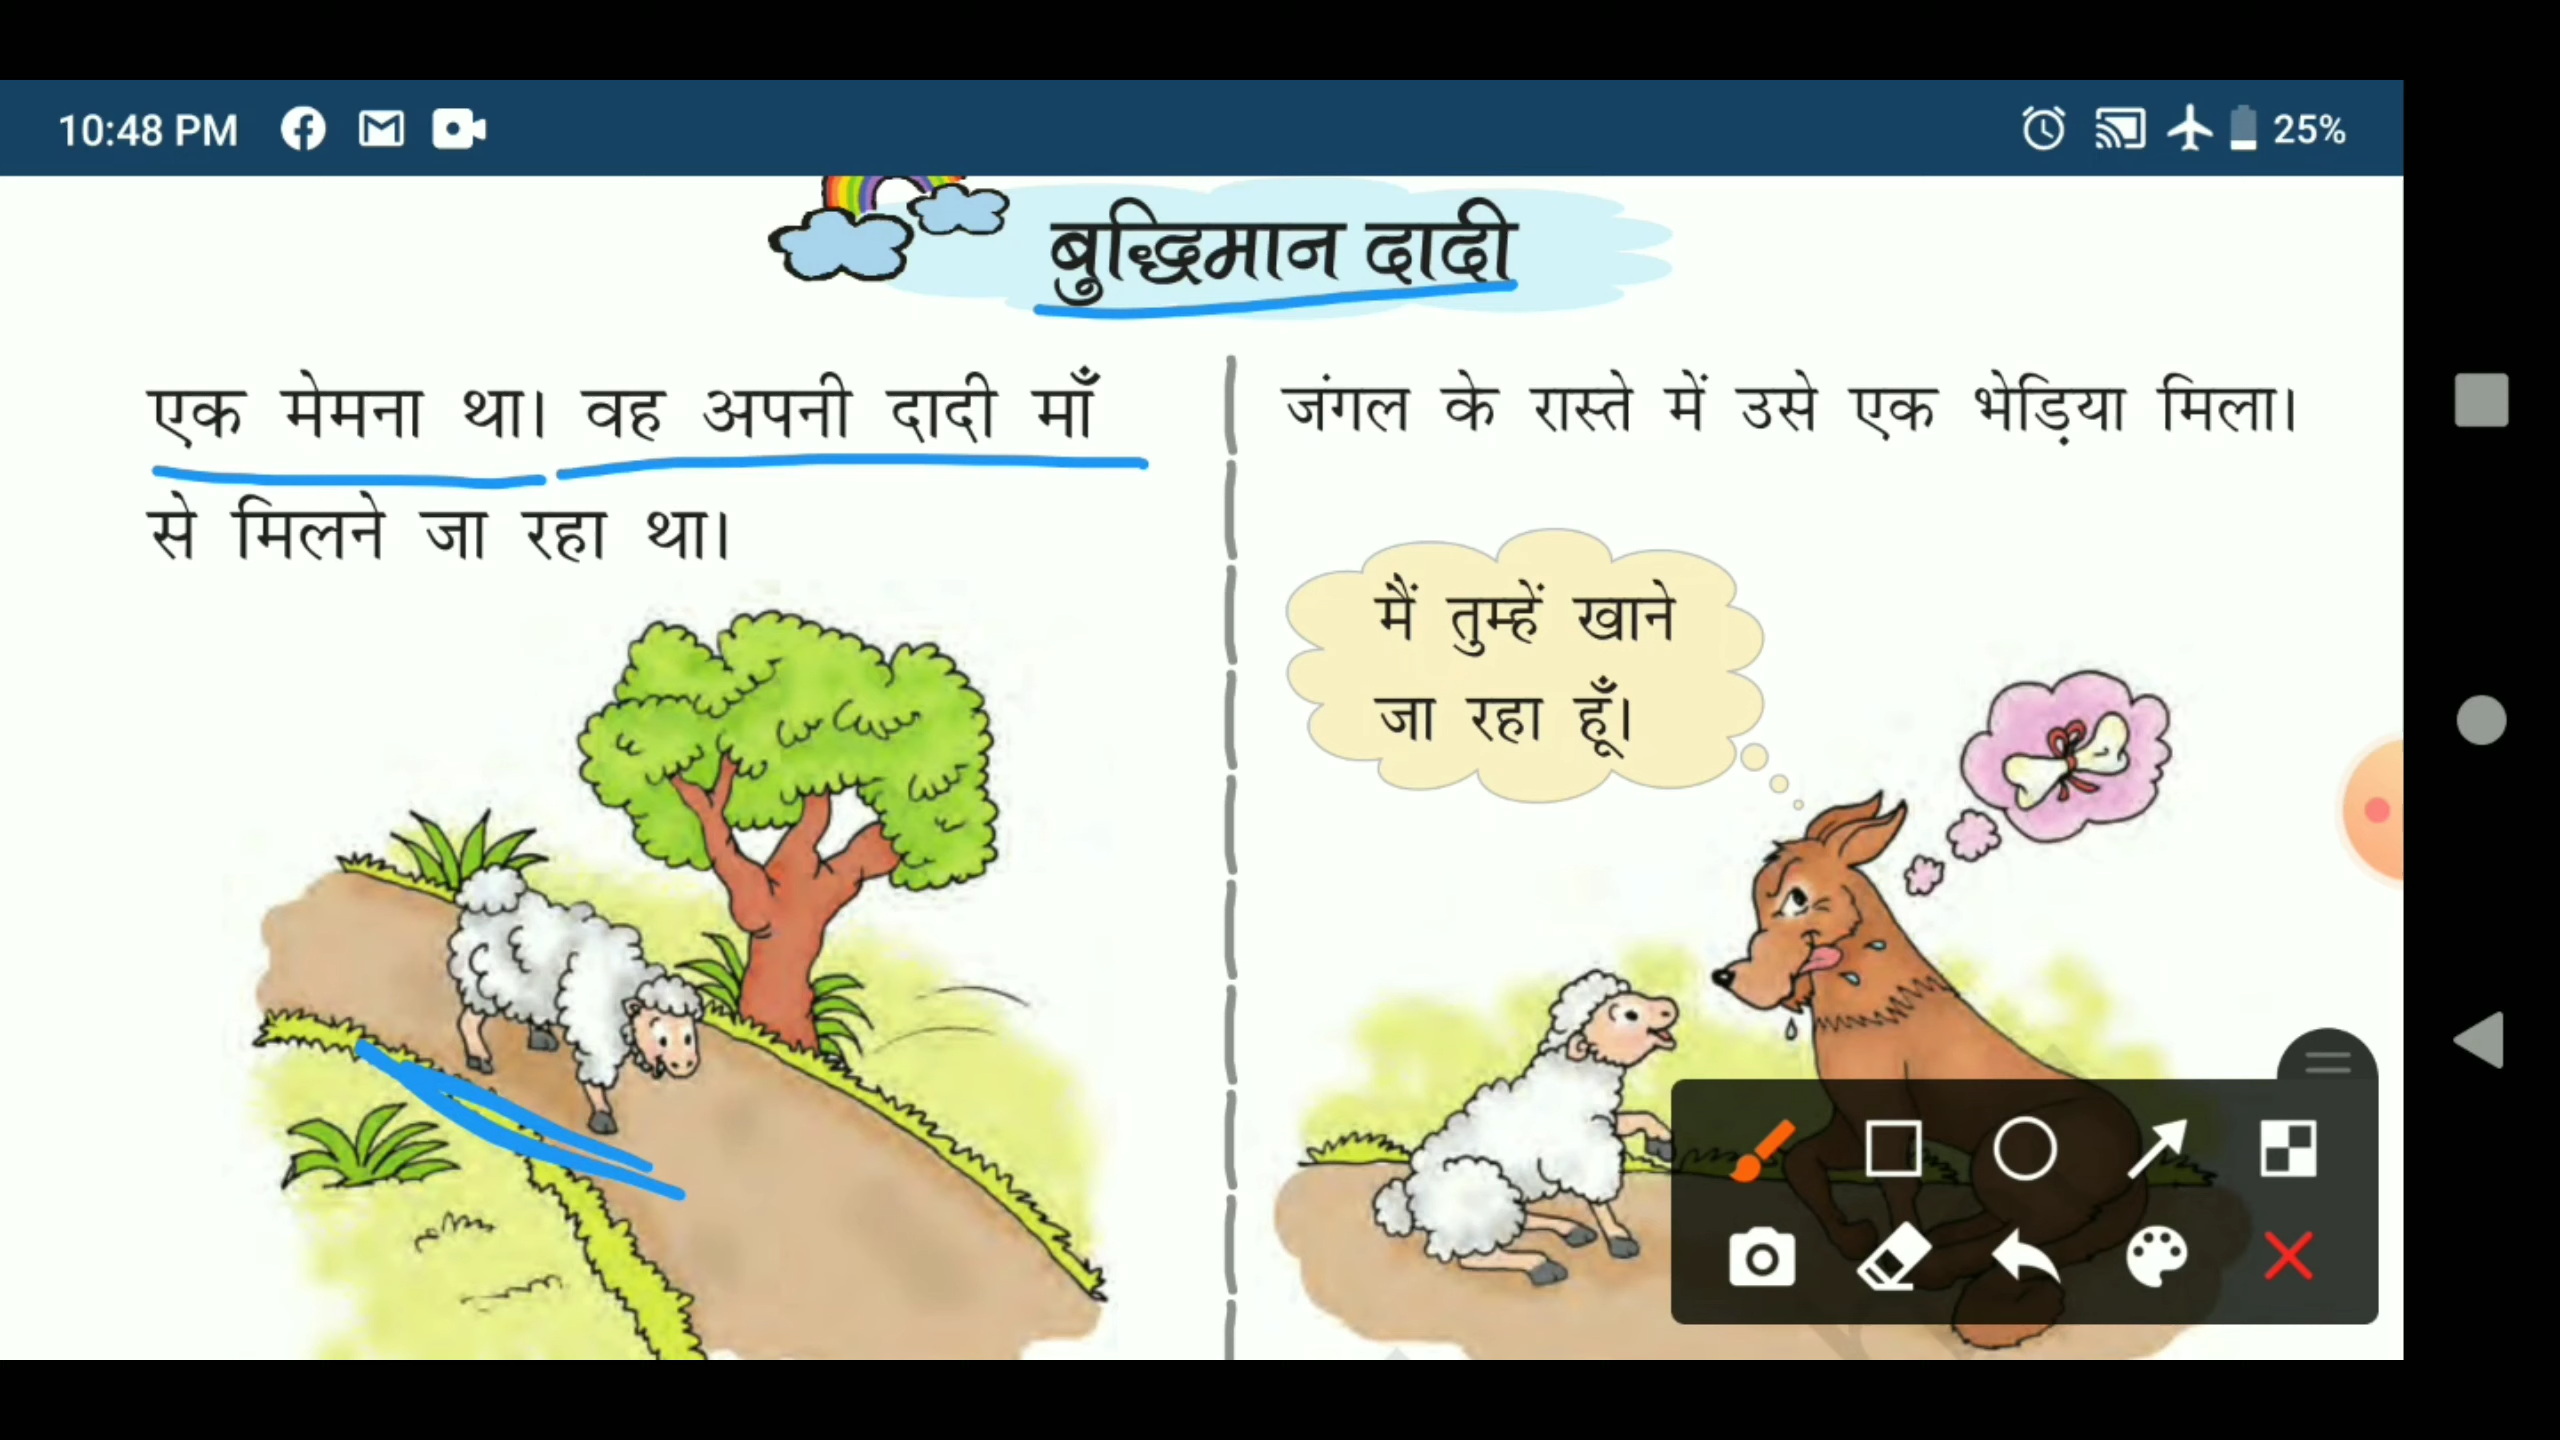 10:48 PM
25%
बुद्धिमान दादी
एक मेमना था। वह अपनी दादी माँ
से मिलने जा रहा था।
जंगल के रास्ते में उसे एक भेड़िया मिला।
मैं तुम्हें खाने
जा रहा हूँ।